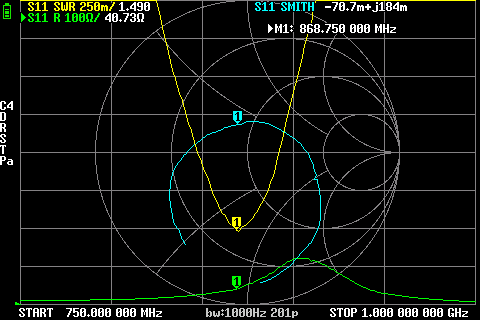 S11 SWR 250m/ 1.490
S11 SMITH -70.7m+j184m
S11 R 100Ω/ 40.73Ω
M1: 868.750 000 MHz
C4
D
R
S
T
Pa
1
1
1
START 750.000 000 MHz
bw:1000Hz 201p
STOP 1.000 000 000 GHz